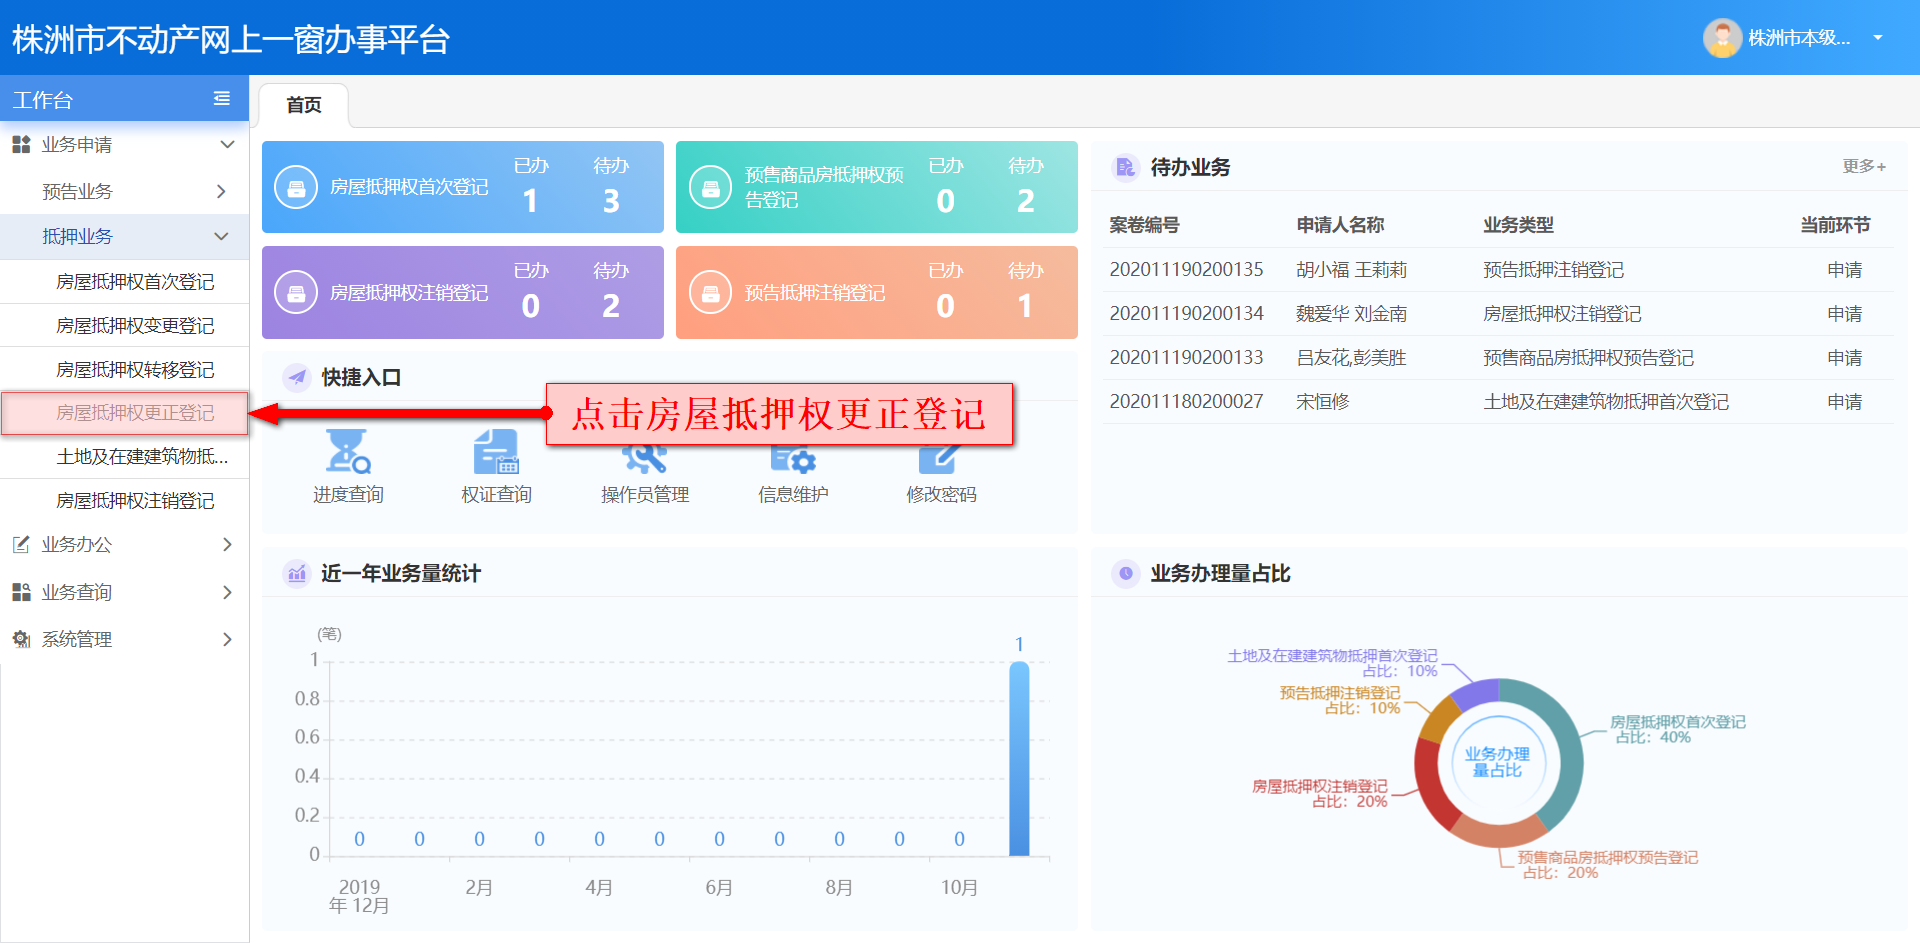 株洲市不动产网上一窗办事平台
株洲市本级...
工作台
首页
业务申请
预告业务
抵押业务
房屋抵押权首次登记
房屋抵押权变更登记
房屋抵押权转移登记
房屋抵押权更正登记
土地及在建建筑物抵...
房屋抵押权注销登记
业务办公
业务查询
系统管理
房屋抵押权首次登记
已办
待办
1
3
预售商品房抵押权预
告登记
已办
待办
0
2
房屋抵押权注销登记
已办
待办
0
2
预告抵押注销登记
已办
待办
0
1
快捷入口
点击房屋抵押权更正登记
进度查询
权证查询
操作员管理
信息维护
修改密码
待办业务
更多+
案卷编号 申请人名称 业务类型 当前环节
202011190200135 胡小福 王莉莉 预告抵押注销登记 申请
202011190200134 魏爱华 刘金南 房屋抵押权注销登记 申请
202011190200133 吕友花,彭美胜 预售商品房抵押权预告登记 申请
202011180200027 宋恒修 土地及在建建筑物抵押首次登记 申请
近一年业务量统计
(笔)
1
0.8
0.6
0.4
0.2
0
0 0 0 0 0 0 0 0 0 0 0 1
2019
年 12月
2月 4月 6月 8月 10月
业务办理量占比
土地及在建建筑物抵押首次登记
占比：10%
预告抵押注销登记
占比：10%
房屋抵押权首次登记
占比：40%
业务办理
量占比
房屋抵押权注销登记
占比：20%
预售商品房抵押权预告登记
占比：20%